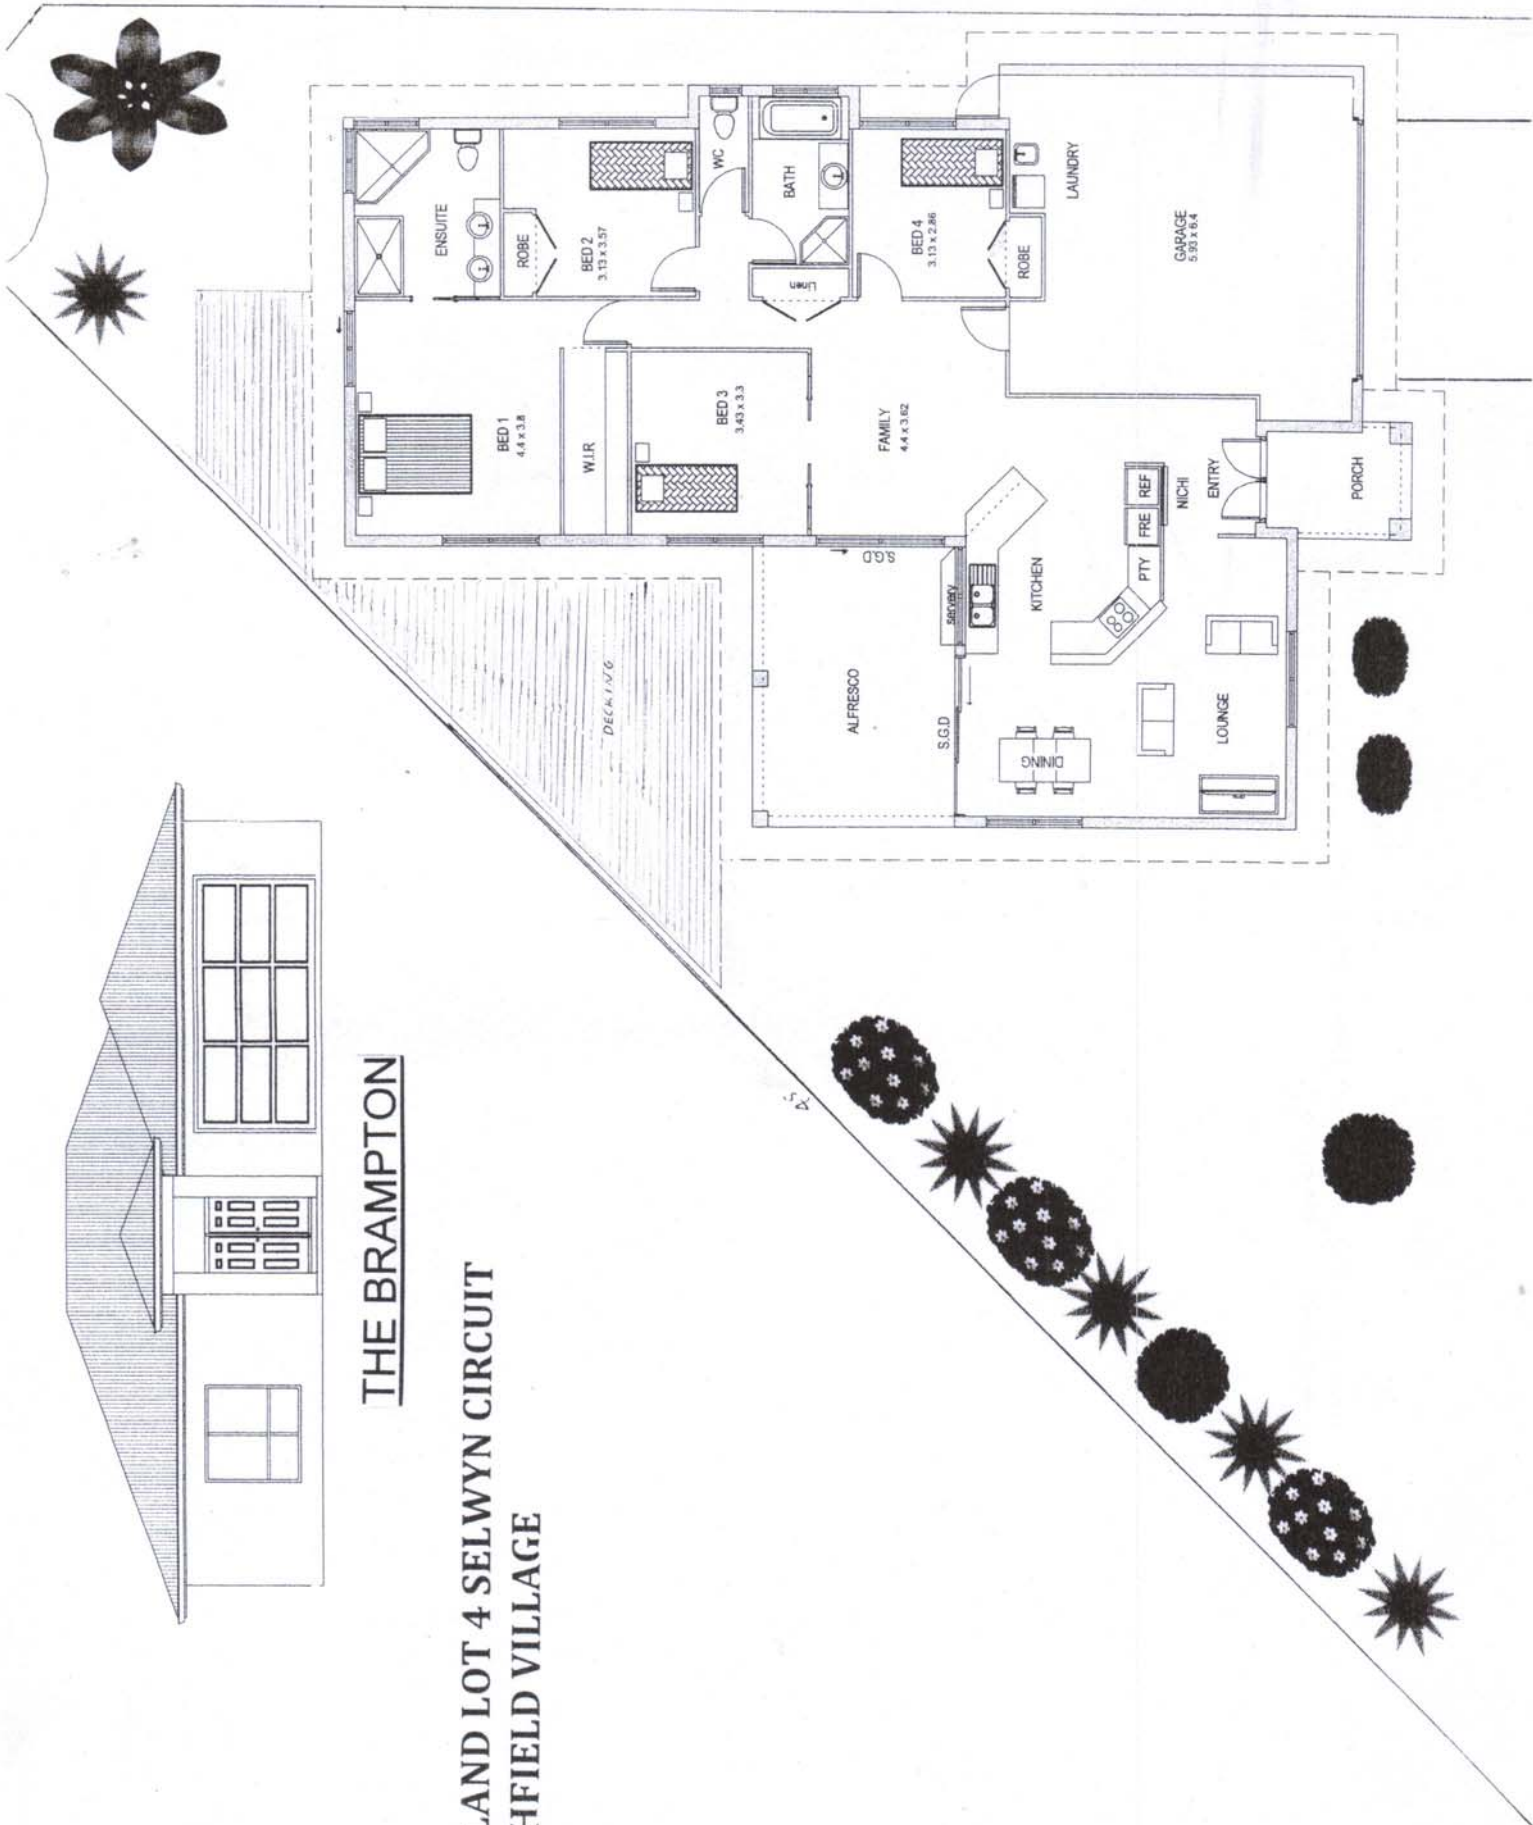 THE BRAMPTON
AND LOT 4 SELWYN CIRCUIT
HFIELD VILLAGE
ENSUITE
ROBE
BED 2
3.13 x 3.57
WC
BATH
Linen
BED 4
3.13 x 2.86
ROBE
LAUNDRY
GARAGE
5.93 x 6.4
BED 1
4.4 x 3.8
W.I.R
BED 3
3.43 x 3.3
FAMILY
4.4 x 3.62
S.G.D
servery
KITCHEN
PTY
FRE
REF
NICHI
ENTRY
PORCH
DECKING
ALFRESCO
S.G.D
DINING
LOUNGE